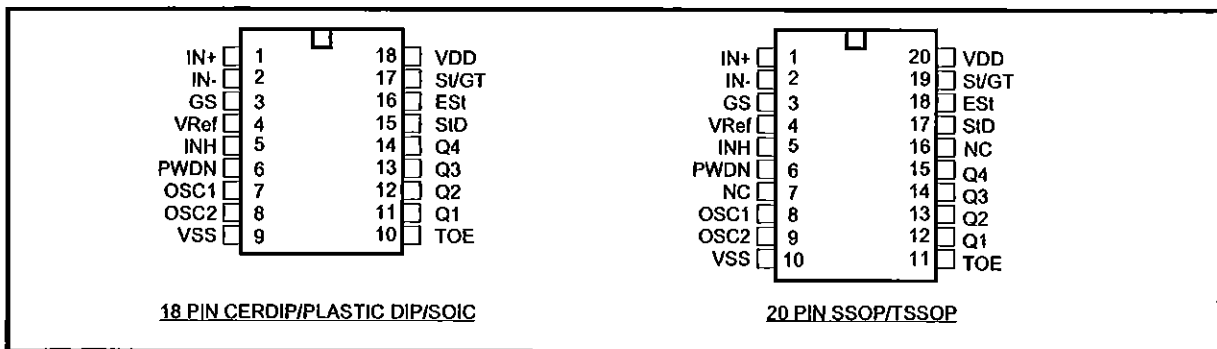 IN+ 1 18 VDD
IN- 2 17 St/GT
GS 3 16 ESt
VRef 4 15 StD
INH 5 14 Q4
PWDN 6 13 Q3
OSC1 7 12 Q2
OSC2 8 11 Q1
VSS 9 10 TOE
18 PIN CERDIP/PLASTIC DIP/SOIC
IN+ 1 20 VDD
IN- 2 19 St/GT
GS 3 18 ESt
VRef 4 17 StD
INH 5 16 NC
PWDN 6 15 Q4
NC 7 14 Q3
OSC1 8 13 Q2
OSC2 9 12 Q1
VSS 10 11 TOE
20 PIN SSOP/TSSOP